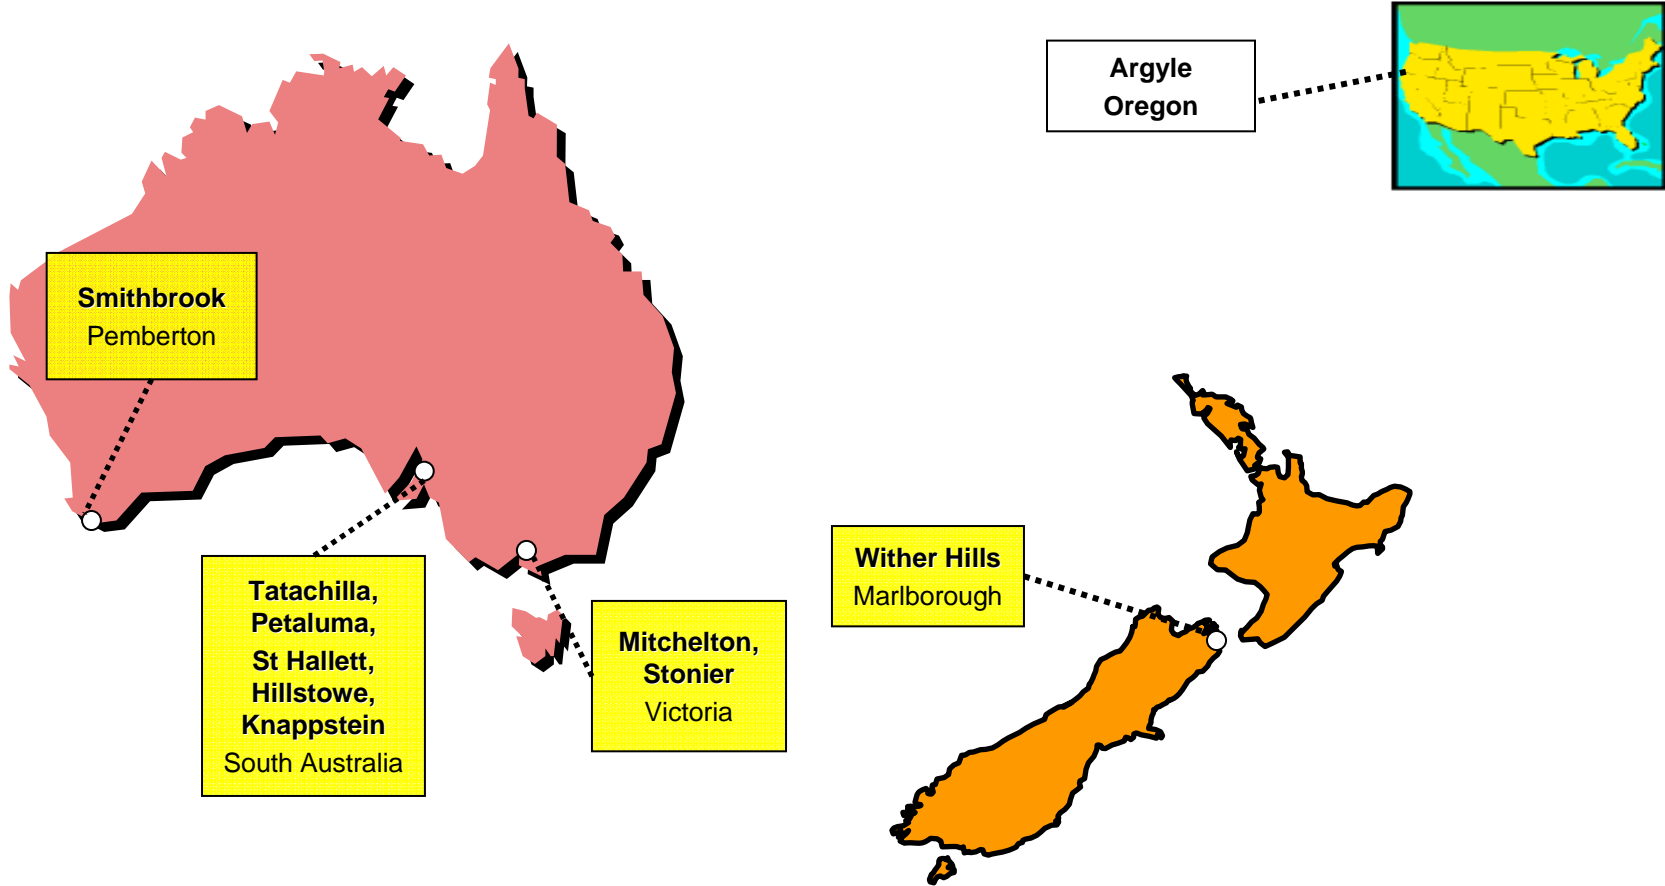 Argyle
Oregon
Smithbrook
Pemberton
Tatachilla,
Petaluma,
St Hallett,
Hillstowe,
Knappstein
South Australia
Mitchelton,
Stonier
Victoria
Wither Hills
Marlborough